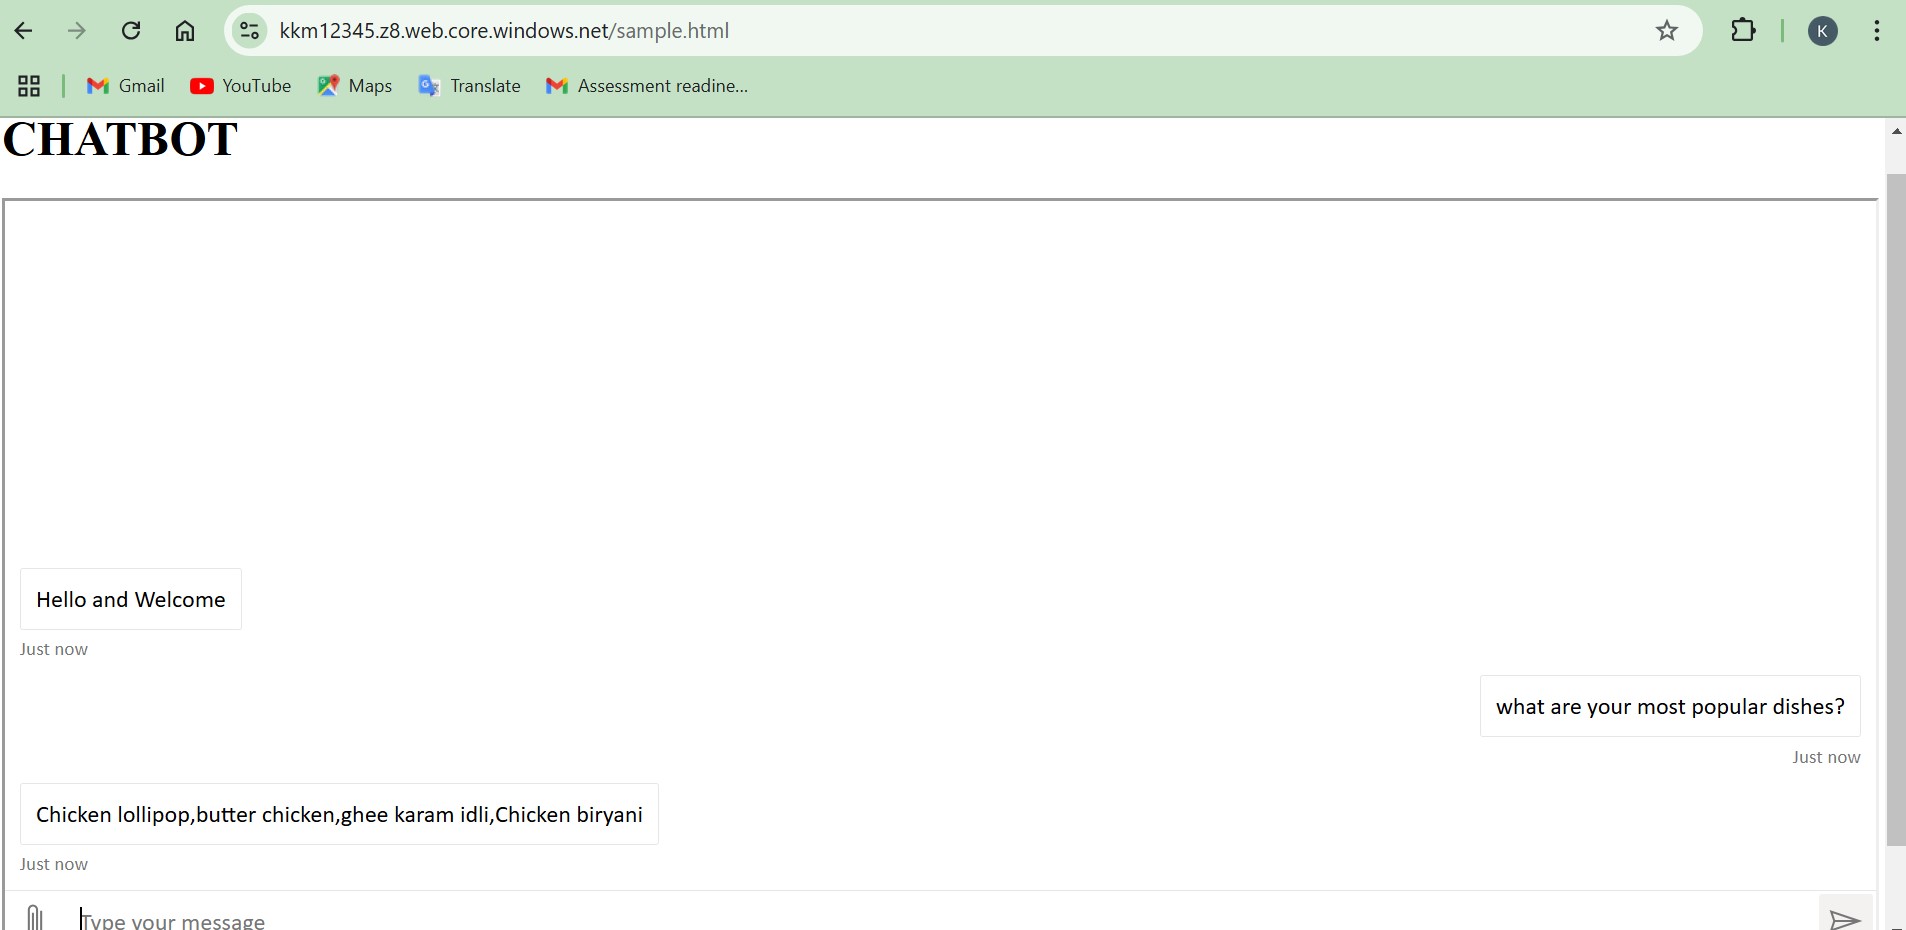 kkm12345.z8.web.core.windows.net/sample.html
K
Gmail YouTube Maps Translate Assessment readine...
CHATBOT
Hello and Welcome
Just now
what are your most popular dishes?
Just now
Chicken lollipop,butter chicken,ghee karam idli,Chicken biryani
Just now
Type your message